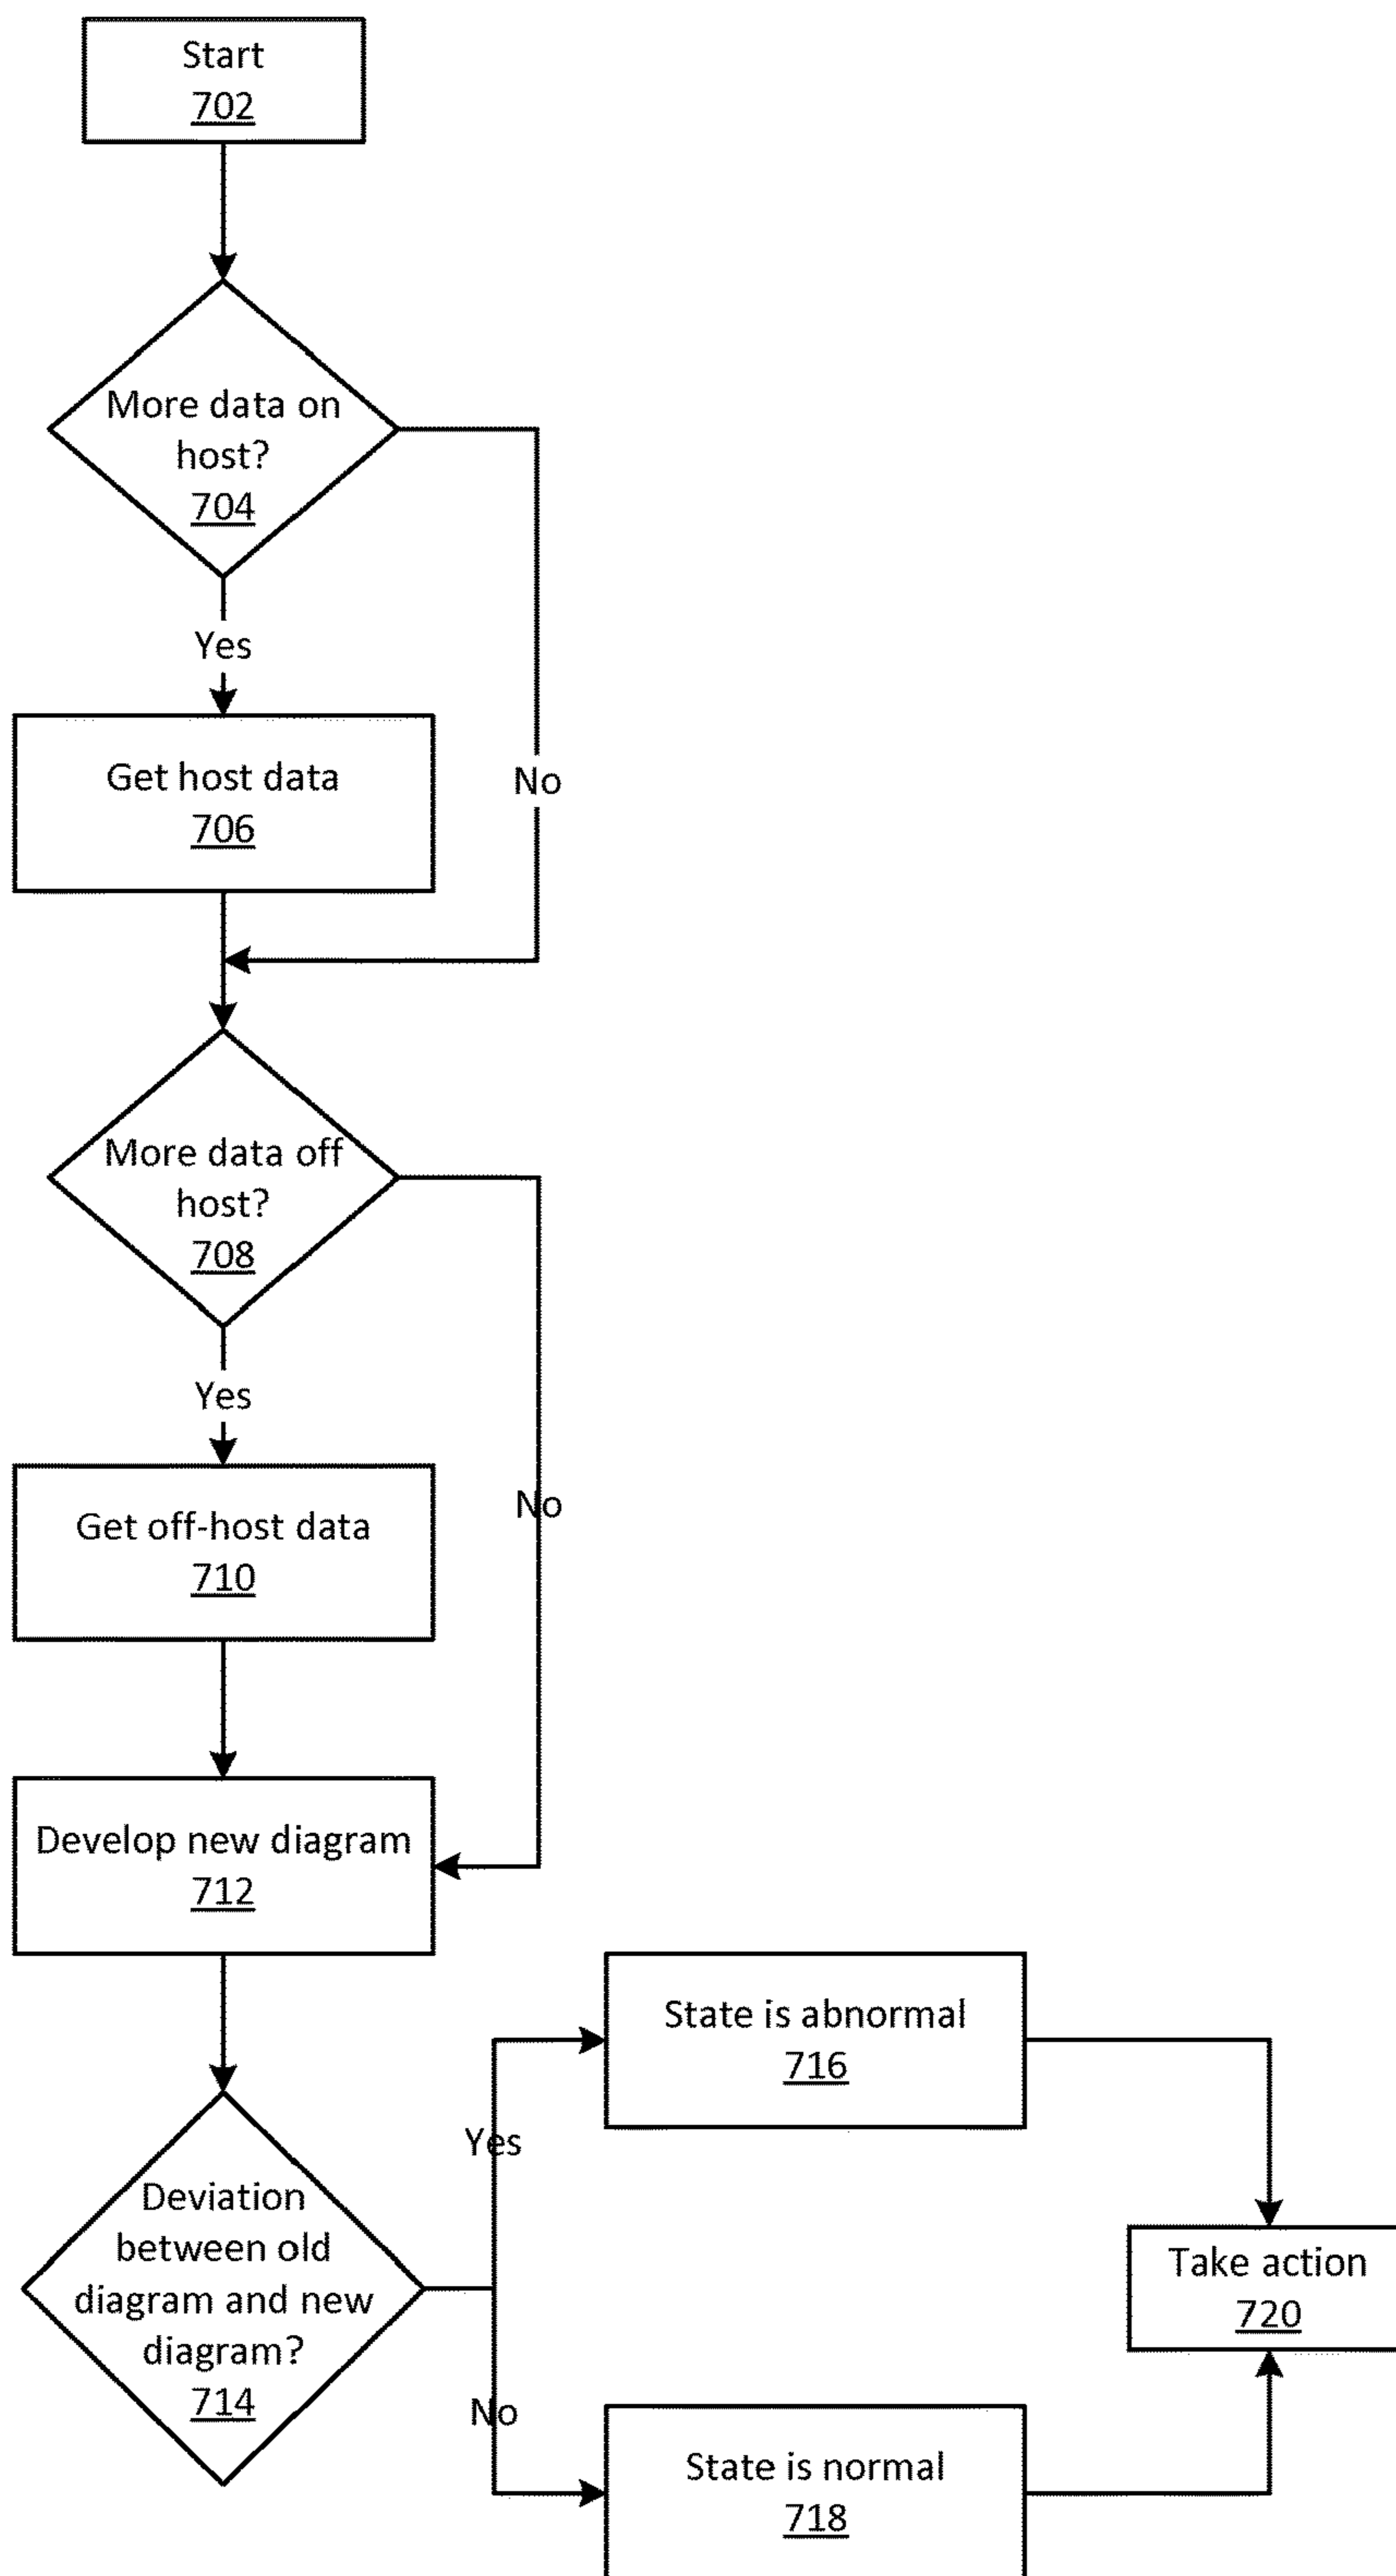 Start
702
More data on
host?
704
Yes
Get host data
706
No
More data off
host?
708
Yes
Get off-host data
710
No
Develop new diagram
712
State is abnormal
716
Yes
Deviation
between old
diagram and new
diagram?
714
Take action
720
No
State is normal
718